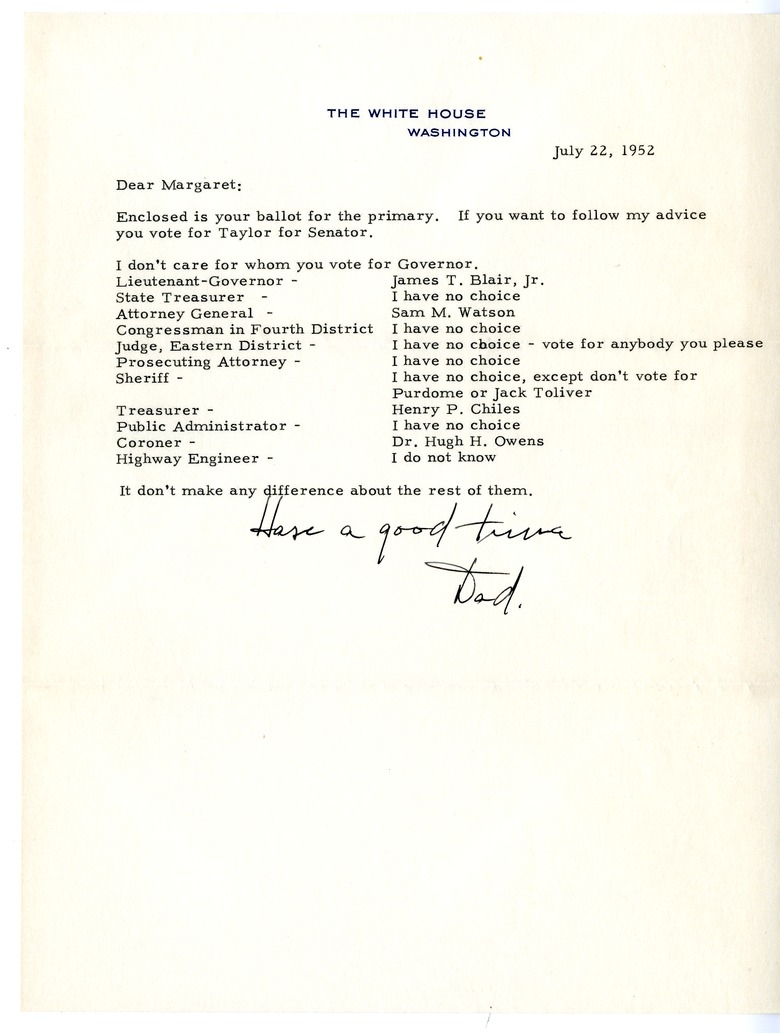 THE WHITE HOUSE
WASHINGTON
July 22, 1952
Dear Margaret:
Enclosed is your ballot for the primary. If you want to follow my advice
you vote for Taylor for Senator.
I don't care for whom you vote for Governor.
Lieutenant-Governor - James T. Blair, Jr.
State Treasurer - I have no choice
Attorney General - Sam M. Watson
Congressman in Fourth District I have no choice
Judge, Eastern District - I have no choice - vote for anybody you please
Prosecuting Attorney - I have no choice
Sheriff - I have no choice, except don't vote for
Purdome or Jack Toliver
Treasurer - Henry P. Chiles
Public Administrator - I have no choice
Coroner - Dr. Hugh H. Owens
Highway Engineer - I do not know
It don't make any difference about the rest of them.
Have a good time
Dad.